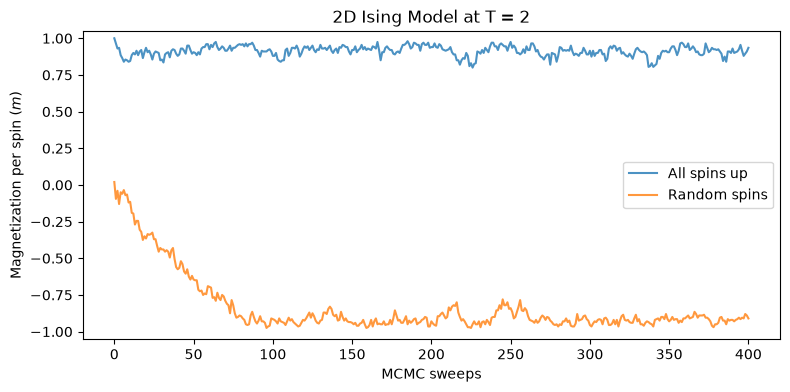 2D Ising Model at T = 2
Magnetization per spin (m)
1.00
0.75
0.50
0.25
0.00
−0.25
−0.50
−0.75
−1.00
All spins up
Random spins
0 50 100 150 200 250 300 350 400
MCMC sweeps